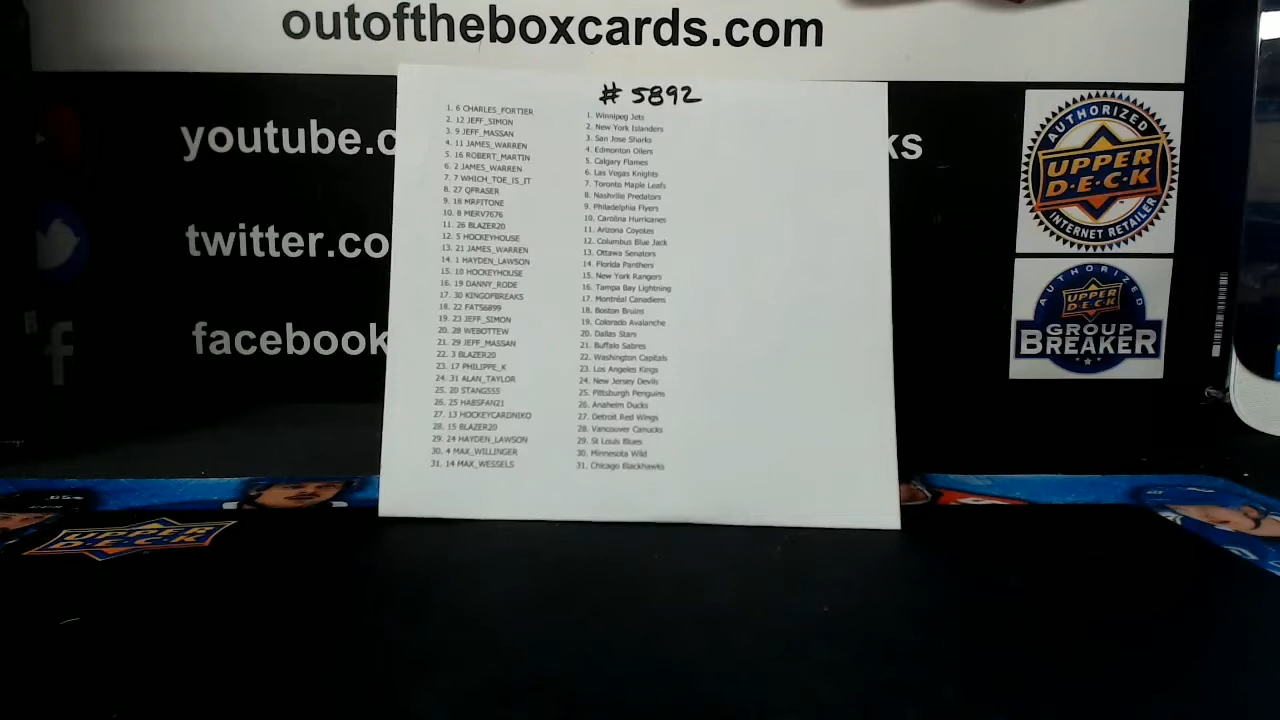 outoftheboxcards.com
youtube.c
ks
twitter.co
facebook
# 5892
1. 6 CHARLES_FORTIER
2. 12 JEFF_SIMON
3. 9 JEFF_MASSAN
4. 11 JAMES_WARREN
5. 16 ROBERT_MARTIN
6. 2 JAMES_WARREN
7. 7 WHICH_TOE_IS_IT
8. 27 QFRASER
9. 18 MRPITONE
10. 8 MERV7676
11. 26 BLAZER20
12. 5 HOCKEYHOUSE
13. 21 JAMES_WARREN
14. 1 HAYDEN_LAWSON
15. 10 HOCKEYHOUSE
16. 19 DANNY_RODE
17. 30 KINGOFBREAKS
18. 22 FATS6899
19. 23 JEFF_SIMON
20. 28 WEBOTTEW
21. 29 JEFF_MASSAN
22. 3 BLAZER20
23. 17 PHILIPPE_K
24. 31 ALAN_TAYLOR
25. 20 STANG555
26. 25 HABSFAN21
27. 13 HOCKEYCARDNIKO
28. 15 BLAZER20
29. 24 HAYDEN_LAWSON
30. 4 MAX_WILLINGER
31. 14 MAX_WESSELS
1. Winnipeg Jets
2. New York Islanders
3. San Jose Sharks
4. Edmonton Oilers
5. Calgary Flames
6. Las Vegas Knights
7. Toronto Maple Leafs
8. Nashville Predators
9. Philadelphia Flyers
10. Carolina Hurricanes
11. Arizona Coyotes
12. Columbus Blue Jack
13. Ottawa Senators
14. Florida Panthers
15. New York Rangers
16. Tampa Bay Lightning
17. Montréal Canadiens
18. Boston Bruins
19. Colorado Avalanche
20. Dallas Stars
21. Buffalo Sabres
22. Washington Capitals
23. Los Angeles Kings
24. New Jersey Devils
25. Pittsburgh Penguins
26. Anaheim Ducks
27. Detroit Red Wings
28. Vancouver Canucks
29. St Louis Blues
30. Minnesota Wild
31. Chicago Blackhawks
AUTHORIZED
UPPER
D·E·C·K
INTERNET RETAILER
AUTHORIZED
UPPER
D·E·C·K
GROUP
BREAKER
UPPER
D·E·C·K